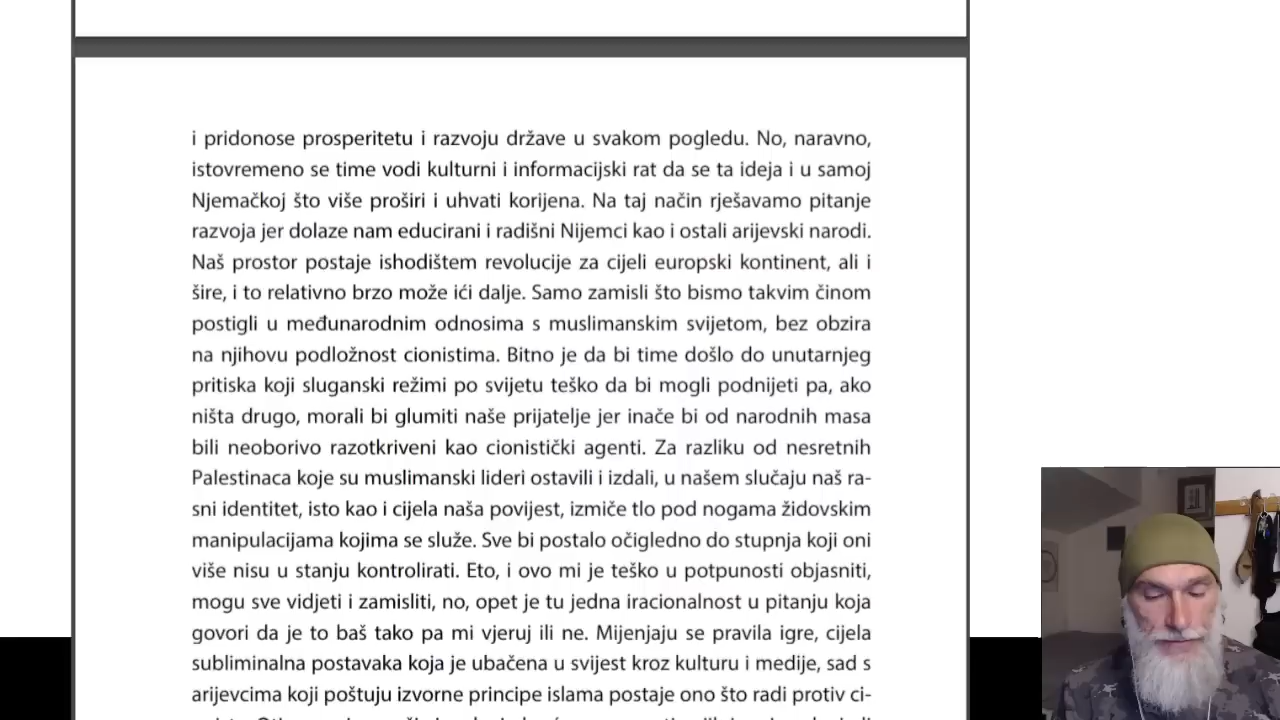 i pridonose prosperitetu i razvoju države u svakom pogledu. No, naravno,
istovremeno se time vodi kulturni i informacijski rat da se ta ideja i u samoj
Njemačkoj što više proširi i uhvati korijena. Na taj način rješavamo pitanje
razvoja jer dolaze nam educirani i radišni Nijemci kao i ostali arijevski narodi.
Naš prostor postaje ishodištem revolucije za cijeli europski kontinent, ali i
šire, i to relativno brzo može ići dalje. Samo zamisli što bismo takvim činom
postigli u međunarodnim odnosima s muslimanskim svijetom, bez obzira
na njihovu podložnost cionistima. Bitno je da bi time došlo do unutarnjeg
pritiska koji sluganski režimi po svijetu teško da bi mogli podnijeti pa, ako
ništa drugo, morali bi glumiti naše prijatelje jer inače bi od narodnih masa
bili neoborivo razotkriveni kao cionistički agenti. Za razliku od nesretnih
Palestinaca koje su muslimanski lideri ostavili i izdali, u našem slučaju naš ra-
sni identitet, isto kao i cijela naša povijest, izmiče tlo pod nogama židovskim
manipulacijama kojima se služe. Sve bi postalo očigledno do stupnja koji oni
više nisu u stanju kontrolirati. Eto, i ovo mi je teško u potpunosti objasniti,
mogu sve vidjeti i zamisliti, no, opet je tu jedna iracionalnost u pitanju koja
govori da je to baš tako pa mi vjeruj ili ne. Mijenjaju se pravila igre, cijela
subliminalna postavaka koja je ubačena u svijest kroz kulturu i medije, sad s
arijevcima koji poštuju izvorne principe islama postaje ono što radi protiv ci-